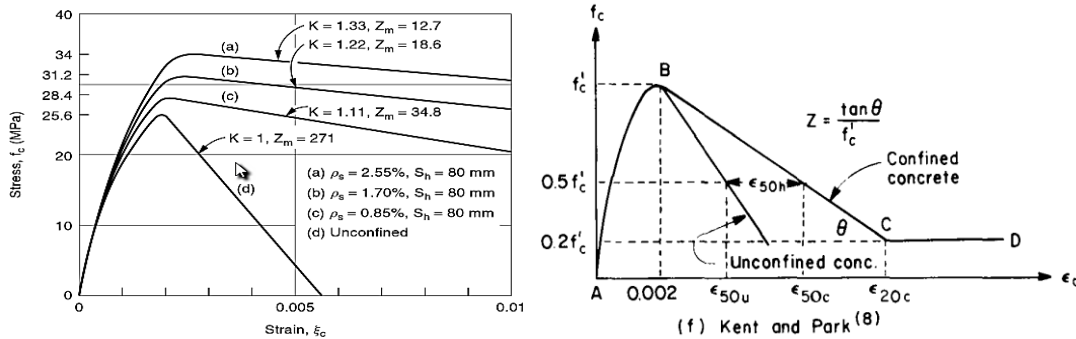 40
34
31.2
28.4
25.6
20
10
0
Stress, f_c (MPa)
K = 1.33, Z_m = 12.7
K = 1.22, Z_m = 18.6
(a)
(b)
(c)
K = 1.11, Z_m = 34.8
K = 1, Z_m = 271
(d)
(a) ρ_s = 2.55%, S_h = 80 mm
(b) ρ_s = 1.70%, S_h = 80 mm
(c) ρ_s = 0.85%, S_h = 80 mm
(d) Unconfined
0
0.005
0.01
Strain, ξ_c
f_c
f'_c
B
Z = tanθ / f'_c
Confined
concrete
0.5f'_c
ϵ_50h
θ
C
D
0.2f'_c
Unconfined conc.
A
0.002
ϵ_50u
ϵ_50c
ϵ_20c
ϵ_c
(f) Kent and Park (8)